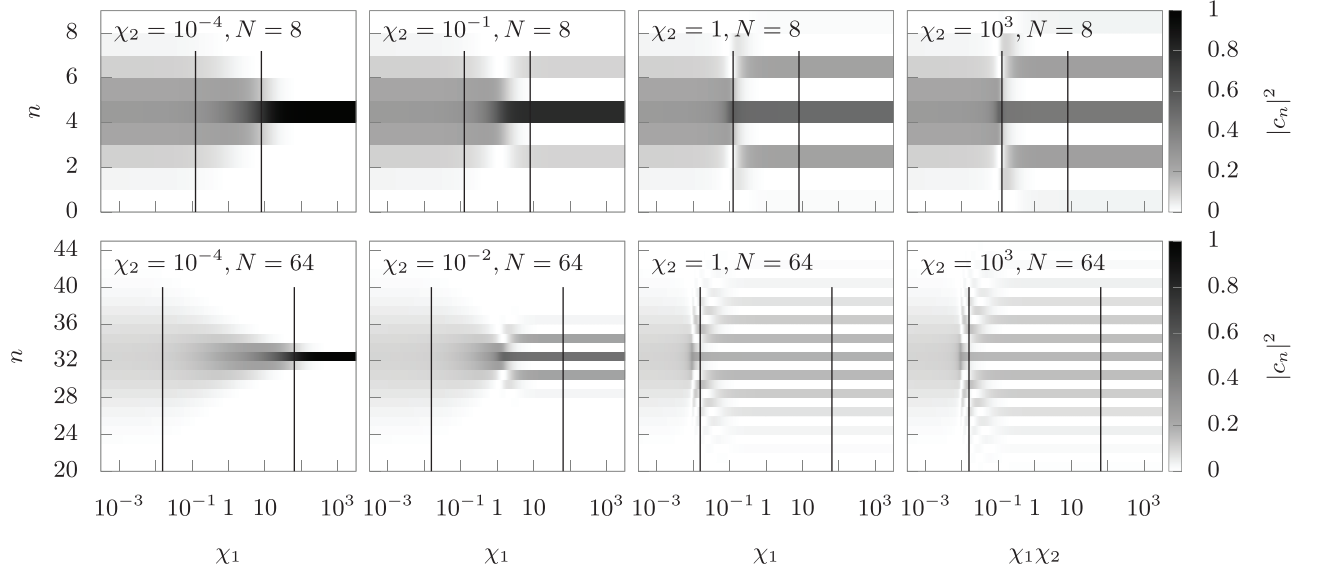 χ₂ = 10⁻⁴, N = 8
χ₂ = 10⁻¹, N = 8
χ₂ = 1, N = 8
χ₂ = 10³, N = 8
8
6
4
2
0
n
1
0.8
0.6
0.4
0.2
0
|cₙ|²
χ₂ = 10⁻⁴, N = 64
χ₂ = 10⁻², N = 64
χ₂ = 1, N = 64
χ₂ = 10³, N = 64
44
40
36
32
28
24
20
n
1
0.8
0.6
0.4
0.2
0
|cₙ|²
10⁻³ 10⁻¹ 1 10 10³
10⁻³ 10⁻¹ 1 10 10³
10⁻³ 10⁻¹ 1 10 10³
10⁻³ 10⁻¹ 1 10 10³
χ₁
χ₁
χ₁
χ₁χ₂